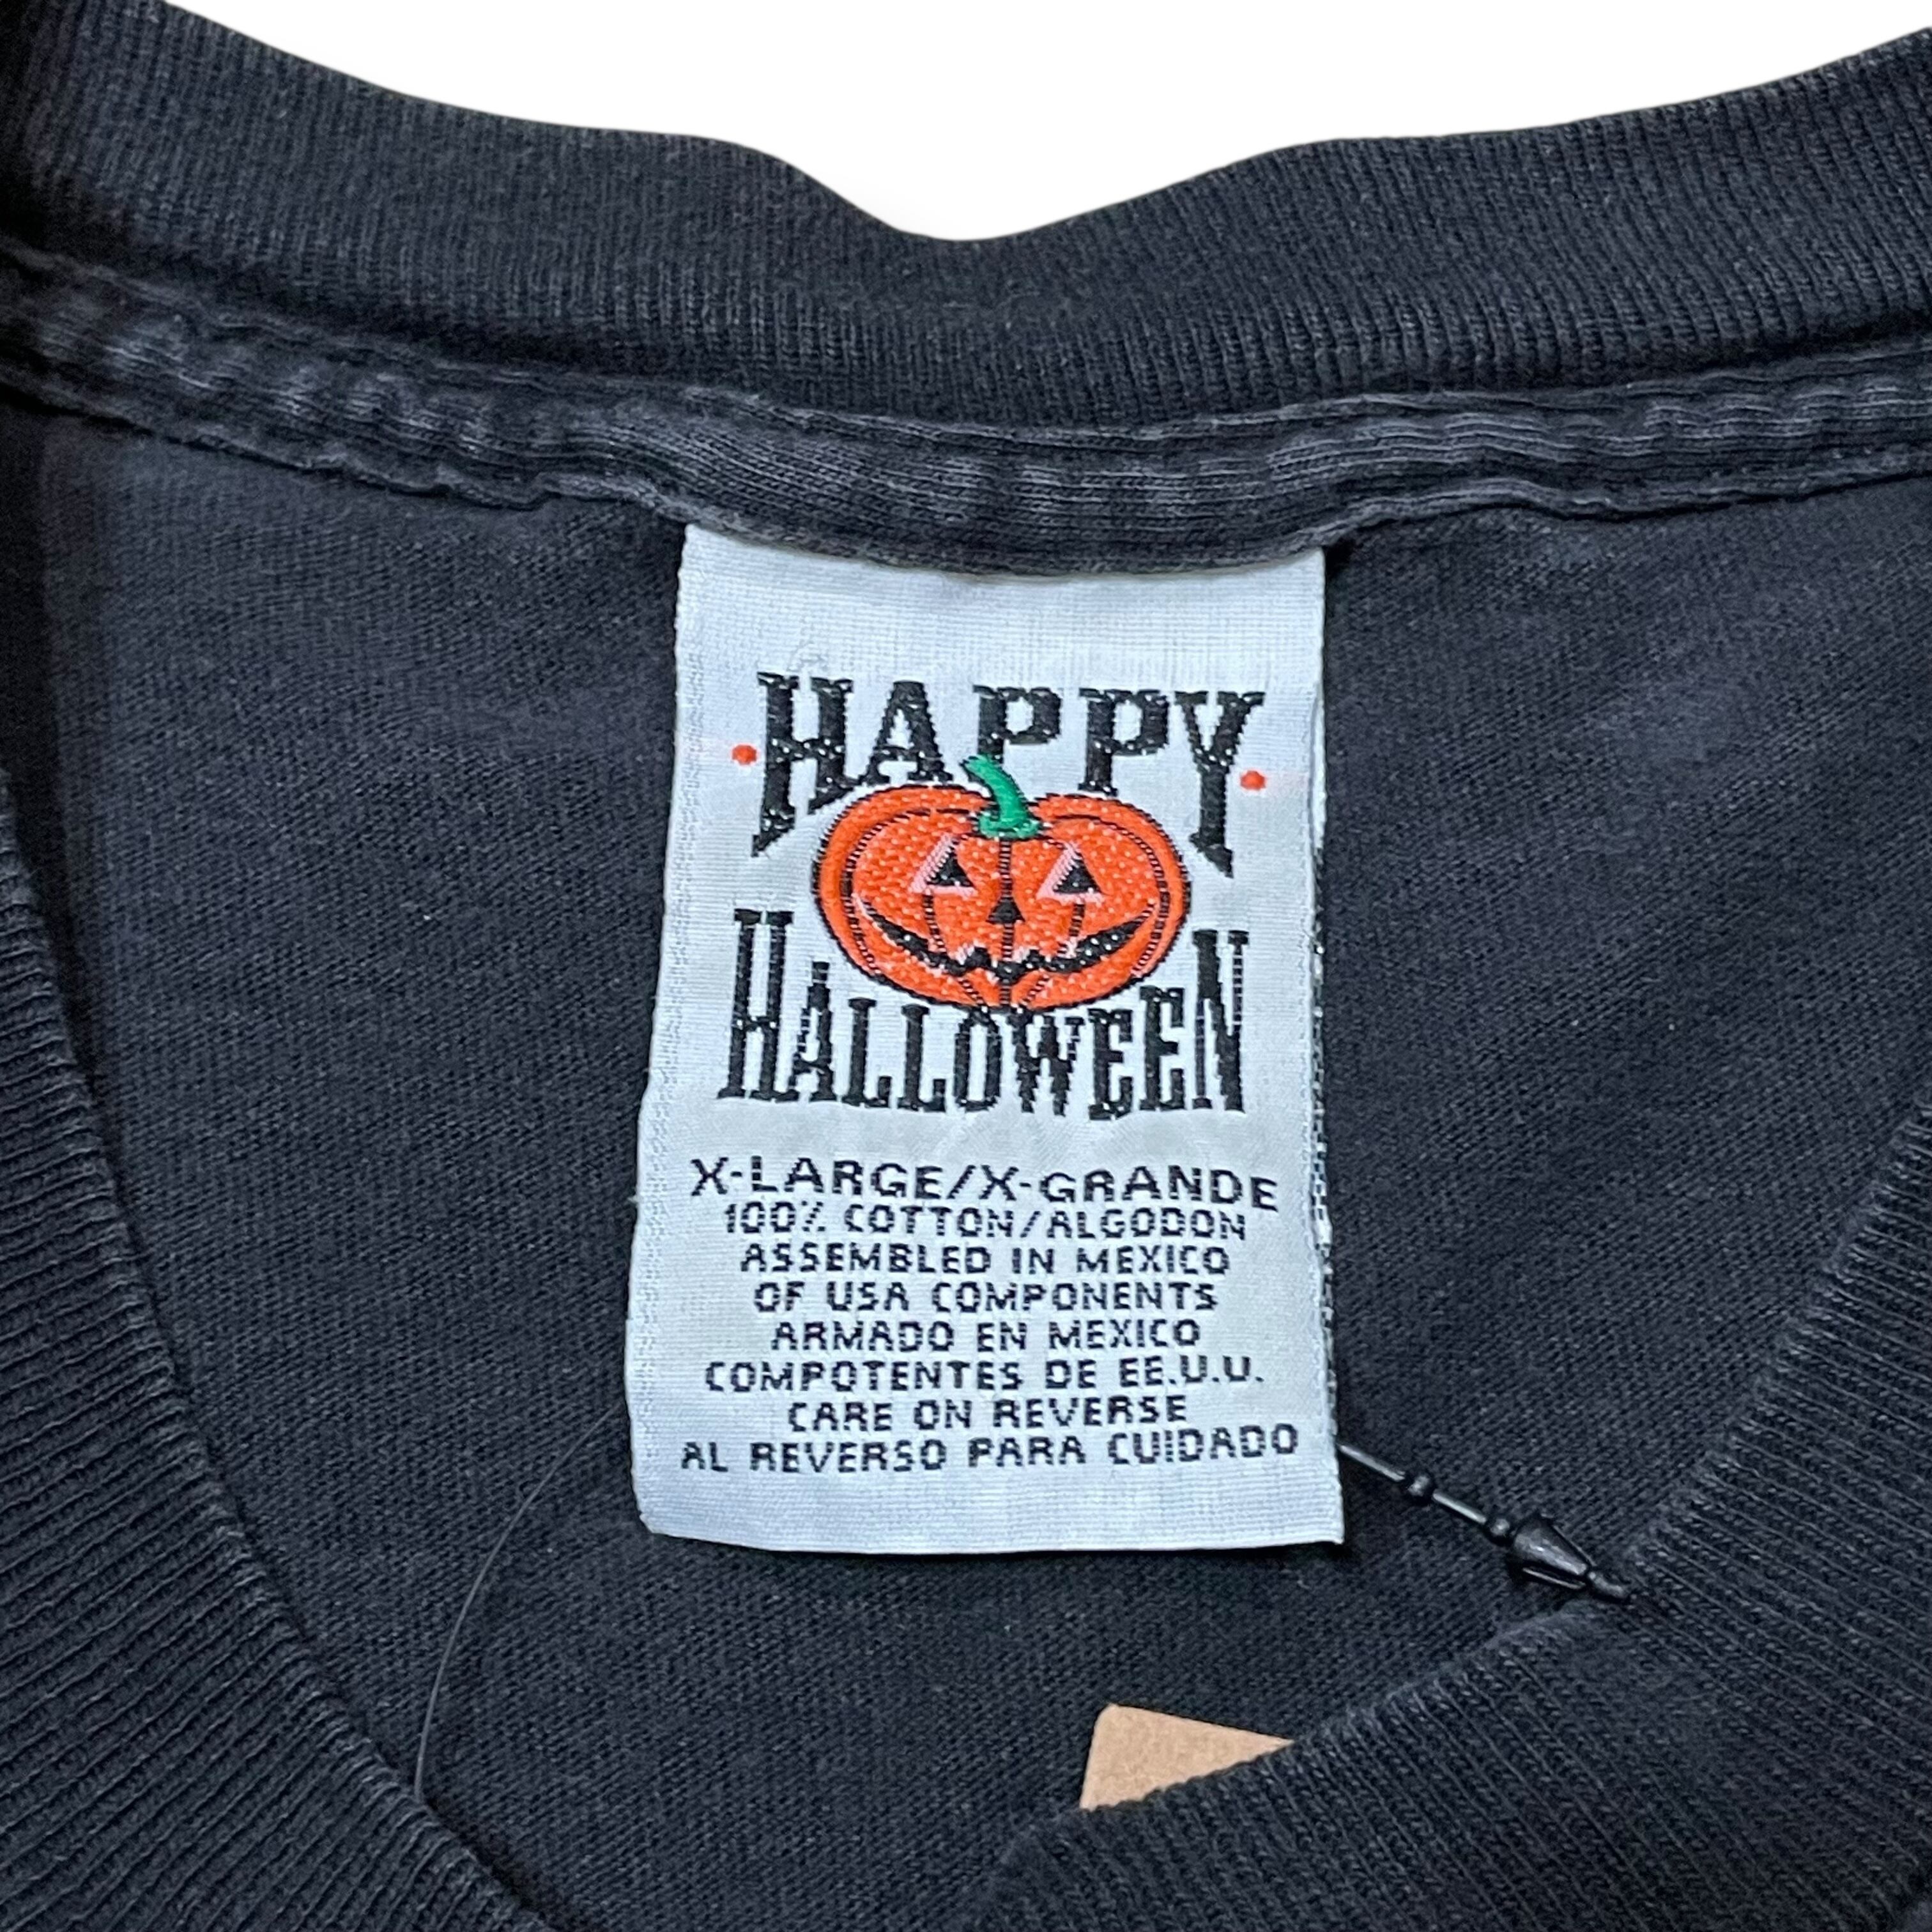 HAPPY
HALLOWEEN
X-LARGE/X-GRANDE
100% COTTON/ALGODON
ASSEMBLED IN MEXICO
OF USA COMPONENTS
ARMADO EN MEXICO
COMPOTENTES DE EE.U.U.
CARE ON REVERSE
AL REVERSO PARA CUIDADO